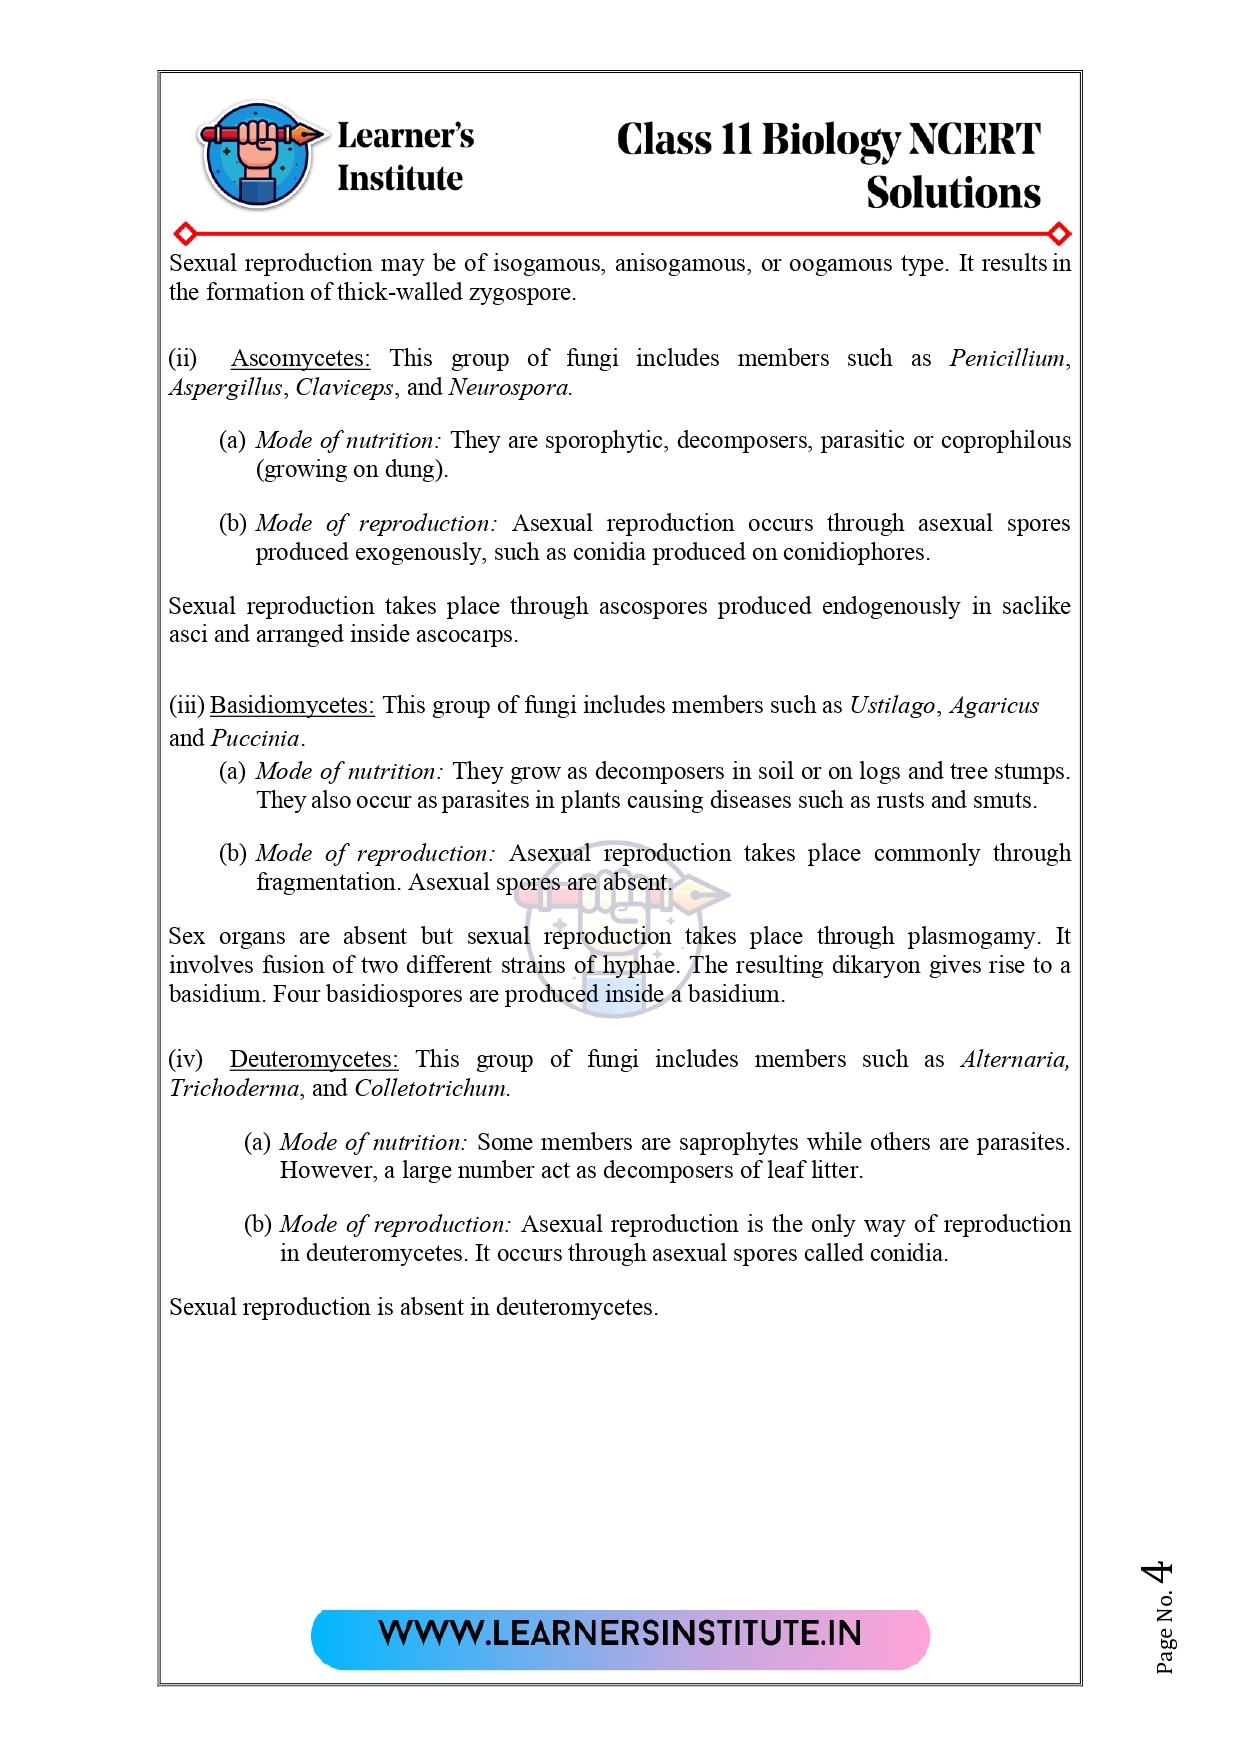 Learner's
Institute
Class 11 Biology NCERT
Solutions
Sexual reproduction may be of isogamous, anisogamous, or oogamous type. It results in
the formation of thick-walled zygospore.
(ii) Ascomycetes: This group of fungi includes members such as Penicillium,
Aspergillus, Claviceps, and Neurospora.
(a) Mode of nutrition: They are sporophytic, decomposers, parasitic or coprophilous
(growing on dung).
(b) Mode of reproduction: Asexual reproduction occurs through asexual spores
produced exogenously, such as conidia produced on conidiophores.
Sexual reproduction takes place through ascospores produced endogenously in saclike
asci and arranged inside ascocarps.
(iii) Basidiomycetes: This group of fungi includes members such as Ustilago, Agaricus
and Puccinia.
(a) Mode of nutrition: They grow as decomposers in soil or on logs and tree stumps.
They also occur as parasites in plants causing diseases such as rusts and smuts.
(b) Mode of reproduction: Asexual reproduction takes place commonly through
fragmentation. Asexual spores are absent.
Sex organs are absent but sexual reproduction takes place through plasmogamy. It
involves fusion of two different strains of hyphae. The resulting dikaryon gives rise to a
basidium. Four basidiospores are produced inside a basidium.
(iv) Deuteromycetes: This group of fungi includes members such as Alternaria,
Trichoderma, and Colletotrichum.
(a) Mode of nutrition: Some members are saprophytes while others are parasites.
However, a large number act as decomposers of leaf litter.
(b) Mode of reproduction: Asexual reproduction is the only way of reproduction
in deuteromycetes. It occurs through asexual spores called conidia.
Sexual reproduction is absent in deuteromycetes.
WWW.LEARNERSINSTITUTE.IN
Page No. 4